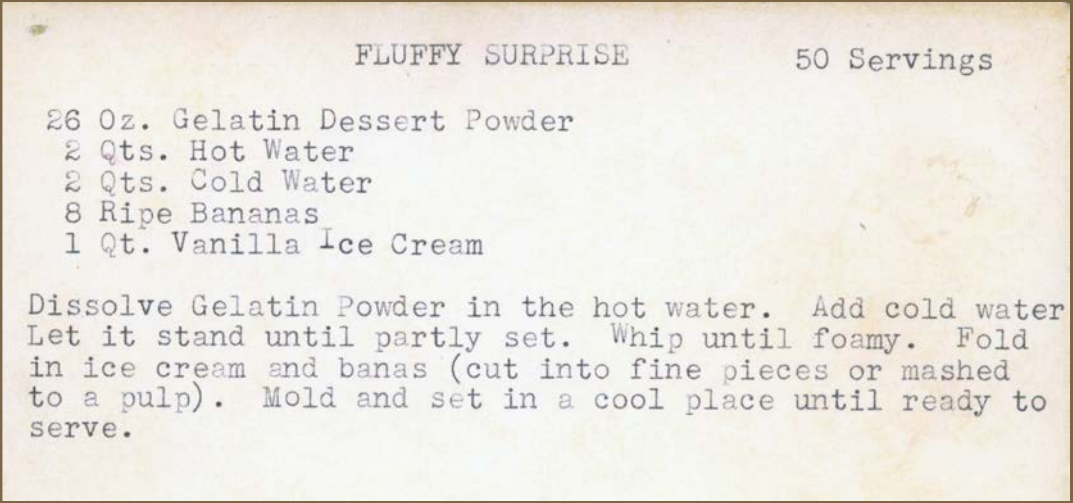 FLUFFY SURPRISE 50 Servings
26 Oz. Gelatin Dessert Powder
2 Qts. Hot Water
2 Qts. Cold Water
8 Ripe Bananas
1 Qt. Vanilla Ice Cream
Dissolve Gelatin Powder in the hot water. Add cold water
Let it stand until partly set. Whip until foamy. Fold
in ice cream and banas (cut into fine pieces or mashed
to a pulp). Mold and set in a cool place until ready to
serve.